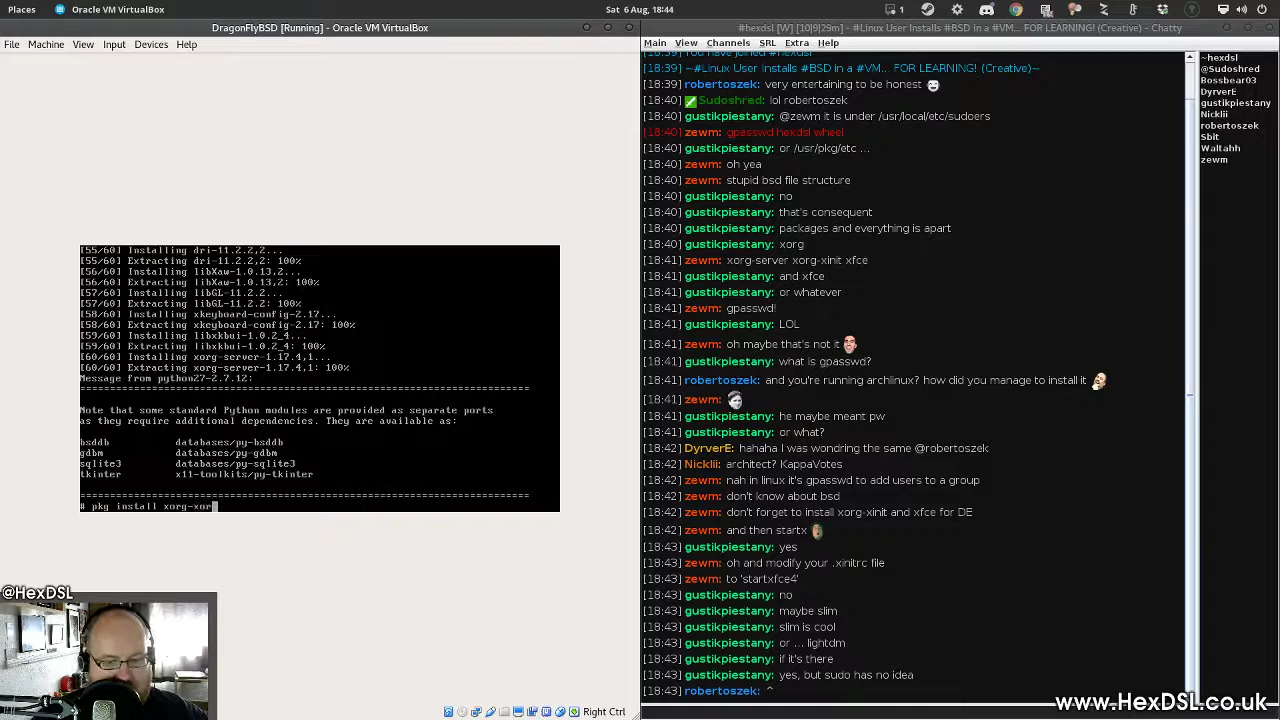 Places
Oracle VM VirtualBox
Sat 6 Aug, 18:44
1
DragonFlyBSD [Running] - Oracle VM VirtualBox
File Machine View Input Devices Help
[55/60] Installing dri-11.2.2,2...
[55/60] Extracting dri-11.2.2,2: 100%
[56/60] Installing libXaw-1.0.13,2...
[56/60] Extracting libXaw-1.0.13,2: 100%
[57/60] Installing libGL-11.2.2...
[57/60] Extracting libGL-11.2.2: 100%
[58/60] Installing xkeyboard-config-2.17...
[58/60] Extracting xkeyboard-config-2.17: 100%
[59/60] Installing libxkbui-1.0.2_4...
[59/60] Extracting libxkbui-1.0.2_4: 100%
[60/60] Installing xorg-server-1.17.4,1...
[60/60] Extracting xorg-server-1.17.4,1: 100%
Message from python27-2.7.12:
===========================================================================
Note that some standard Python modules are provided as separate ports
as they require additional dependencies. They are available as:
bsddb databases/py-bsddb
gdbm databases/py-gdbm
sqlite3 databases/py-sqlite3
tkinter x11-toolkits/py-tkinter
===========================================================================
# pkg install xorg-xor
@HexDSL
Right Ctrl
#hexdsl [W] [10|9|29m] - #Linux User Installs #BSD in a #VM... FOR LEARNING! (Creative) - Chatty
Main View Channels SRL Extra Help
[18:39] You have joined #hexdsl
[18:39] ~#Linux User installs #BSD in a #VM... FOR LEARNING! (Creative)~
[18:39] robertoszek: very entertaining to be honest
[18:40] Sudoshred: lol robertoszek
[18:40] gustikpiestany: @zewm it is under /usr/local/etc/sudoers
[18:40] zewm: gpasswd hexdsl wheel
[18:40] gustikpiestany: or /usr/pkg/etc ...
[18:40] zewm: oh yea
[18:40] zewm: stupid bsd file structure
[18:40] gustikpiestany: no
[18:40] gustikpiestany: that's consequent
[18:40] gustikpiestany: packages and everything is apart
[18:40] gustikpiestany: xorg
[18:41] zewm: xorg-server xorg-xinit xfce
[18:41] gustikpiestany: and xfce
[18:41] gustikpiestany: or whatever
[18:41] zewm: gpasswd!
[18:41] gustikpiestany: LOL
[18:41] zewm: oh maybe that's not it
[18:41] gustikpiestany: what is gpasswd?
[18:41] robertoszek: and you're running archlinux? how did you manage to install it
[18:41] zewm:
[18:41] gustikpiestany: he maybe meant pw
[18:41] gustikpiestany: or what?
[18:42] DyrverE: hahaha I was wondring the same @robertoszek
[18:42] Nicklii: architect? KappaVotes
[18:42] zewm: nah in linux it's gpasswd to add users to a group
[18:42] zewm: don't know about bsd
[18:42] zewm: don't forget to install xorg-xinit and xfce for DE
[18:42] zewm: and then startx
[18:43] gustikpiestany: yes
[18:43] zewm: oh and modify your .xinitrc file
[18:43] zewm: to 'startxfce4'
[18:43] gustikpiestany: no
[18:43] gustikpiestany: maybe slim
[18:43] gustikpiestany: slim is cool
[18:43] gustikpiestany: or ... lightdm
[18:43] gustikpiestany: if it's there
[18:43] gustikpiestany: yes, but sudo has no idea
[18:43] robertoszek: ^
~hexdsl
@Sudoshred
Bossbear03
DyrverE
gustikpiestany
Nicklii
robertoszek
Sbit
Waltahh
zewm
www.HexDSL.co.uk